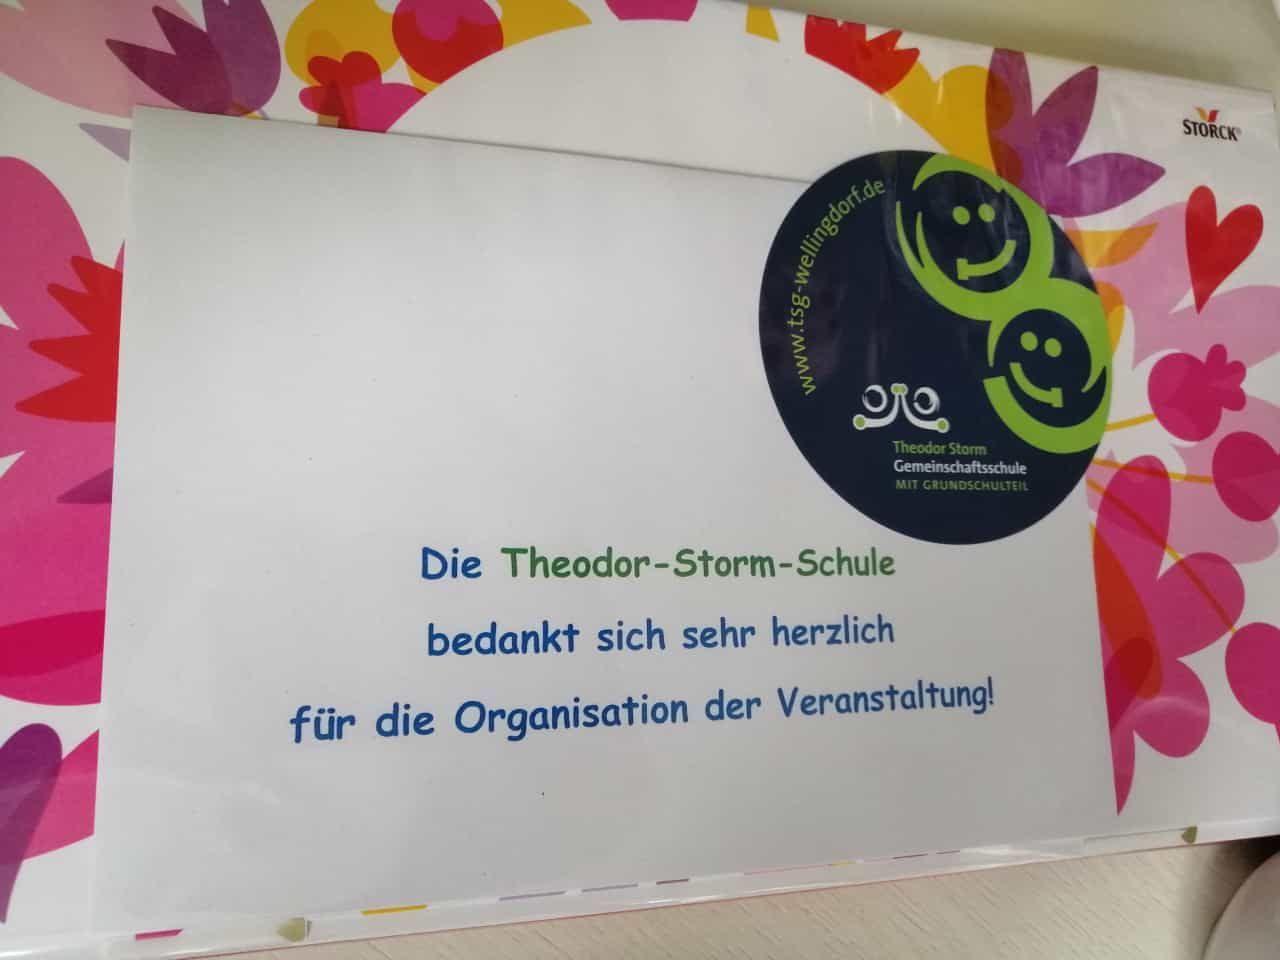 STORCK®
www.tsg-wellingdorf.de
Theodor Storm
Gemeinschaftsschule
MIT GRUNDSCHULTEIL
Die Theodor-Storm-Schule
bedankt sich sehr herzlich
für die Organisation der Veranstaltung!